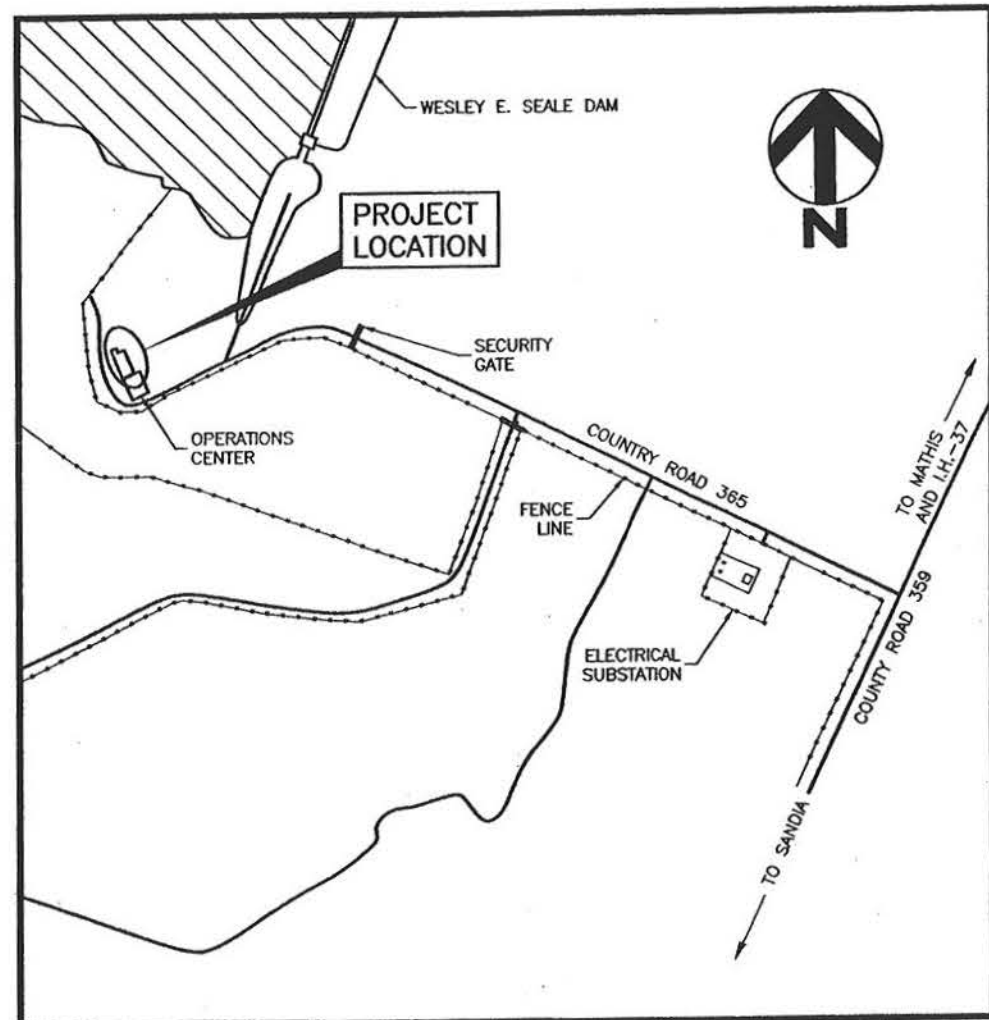 WESLEY E. SEALE DAM
PROJECT
LOCATION
N
SECURITY
GATE
OPERATIONS
CENTER
COUNTRY ROAD 365
FENCE
LINE
TO MATHIS
AND I.H.-37
COUNTY ROAD 359
ELECTRICAL
SUBSTATION
TO SANDIA